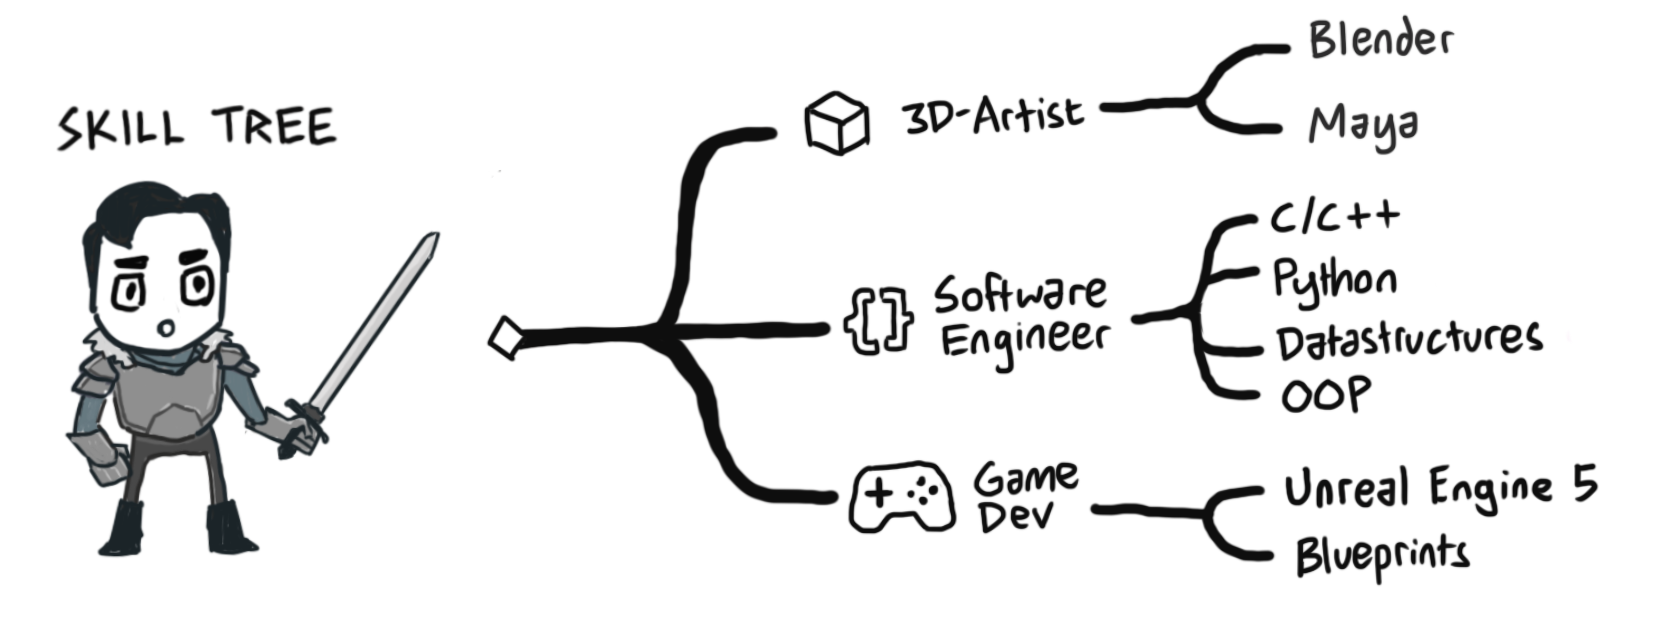 SKILL TREE
3D-Artist
Blender
Maya
Software
Engineer
C/C++
Python
Datastructures
OOP
Game
Dev
Unreal Engine 5
Blueprints